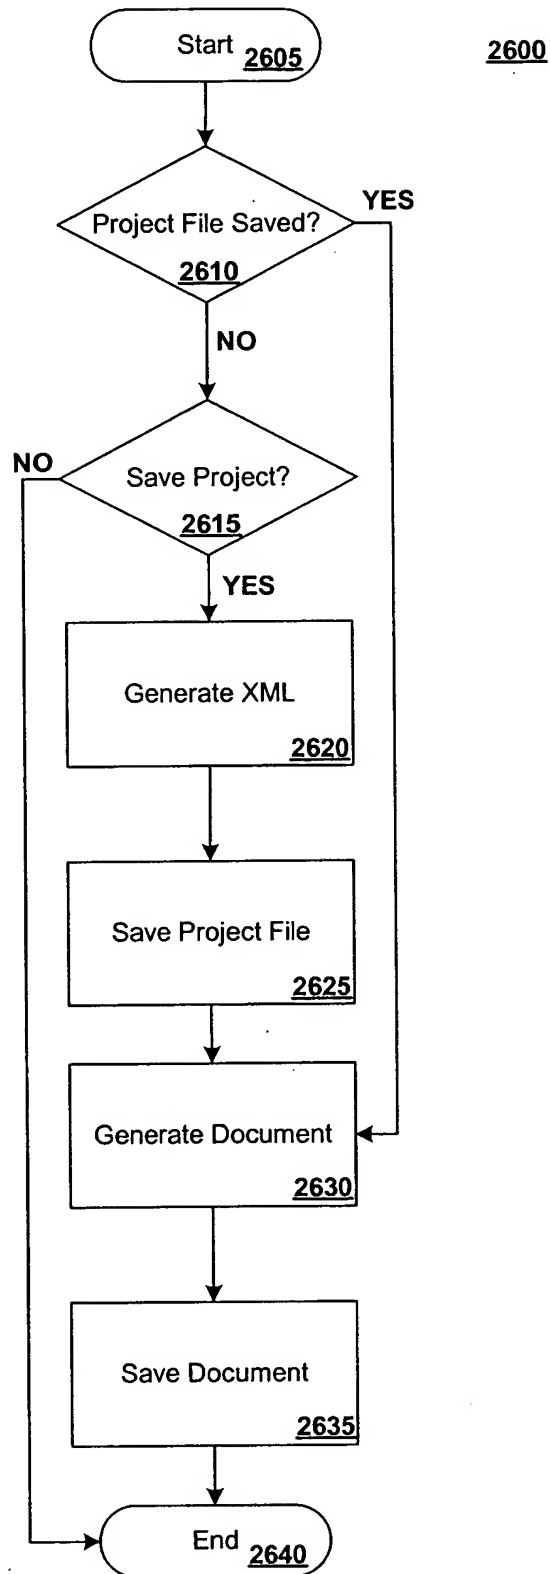 Start 2605
2600
Project File Saved?
2610
YES
NO
Save Project?
2615
NO
YES
Generate XML
2620
Save Project File
2625
Generate Document
2630
Save Document
2635
End 2640